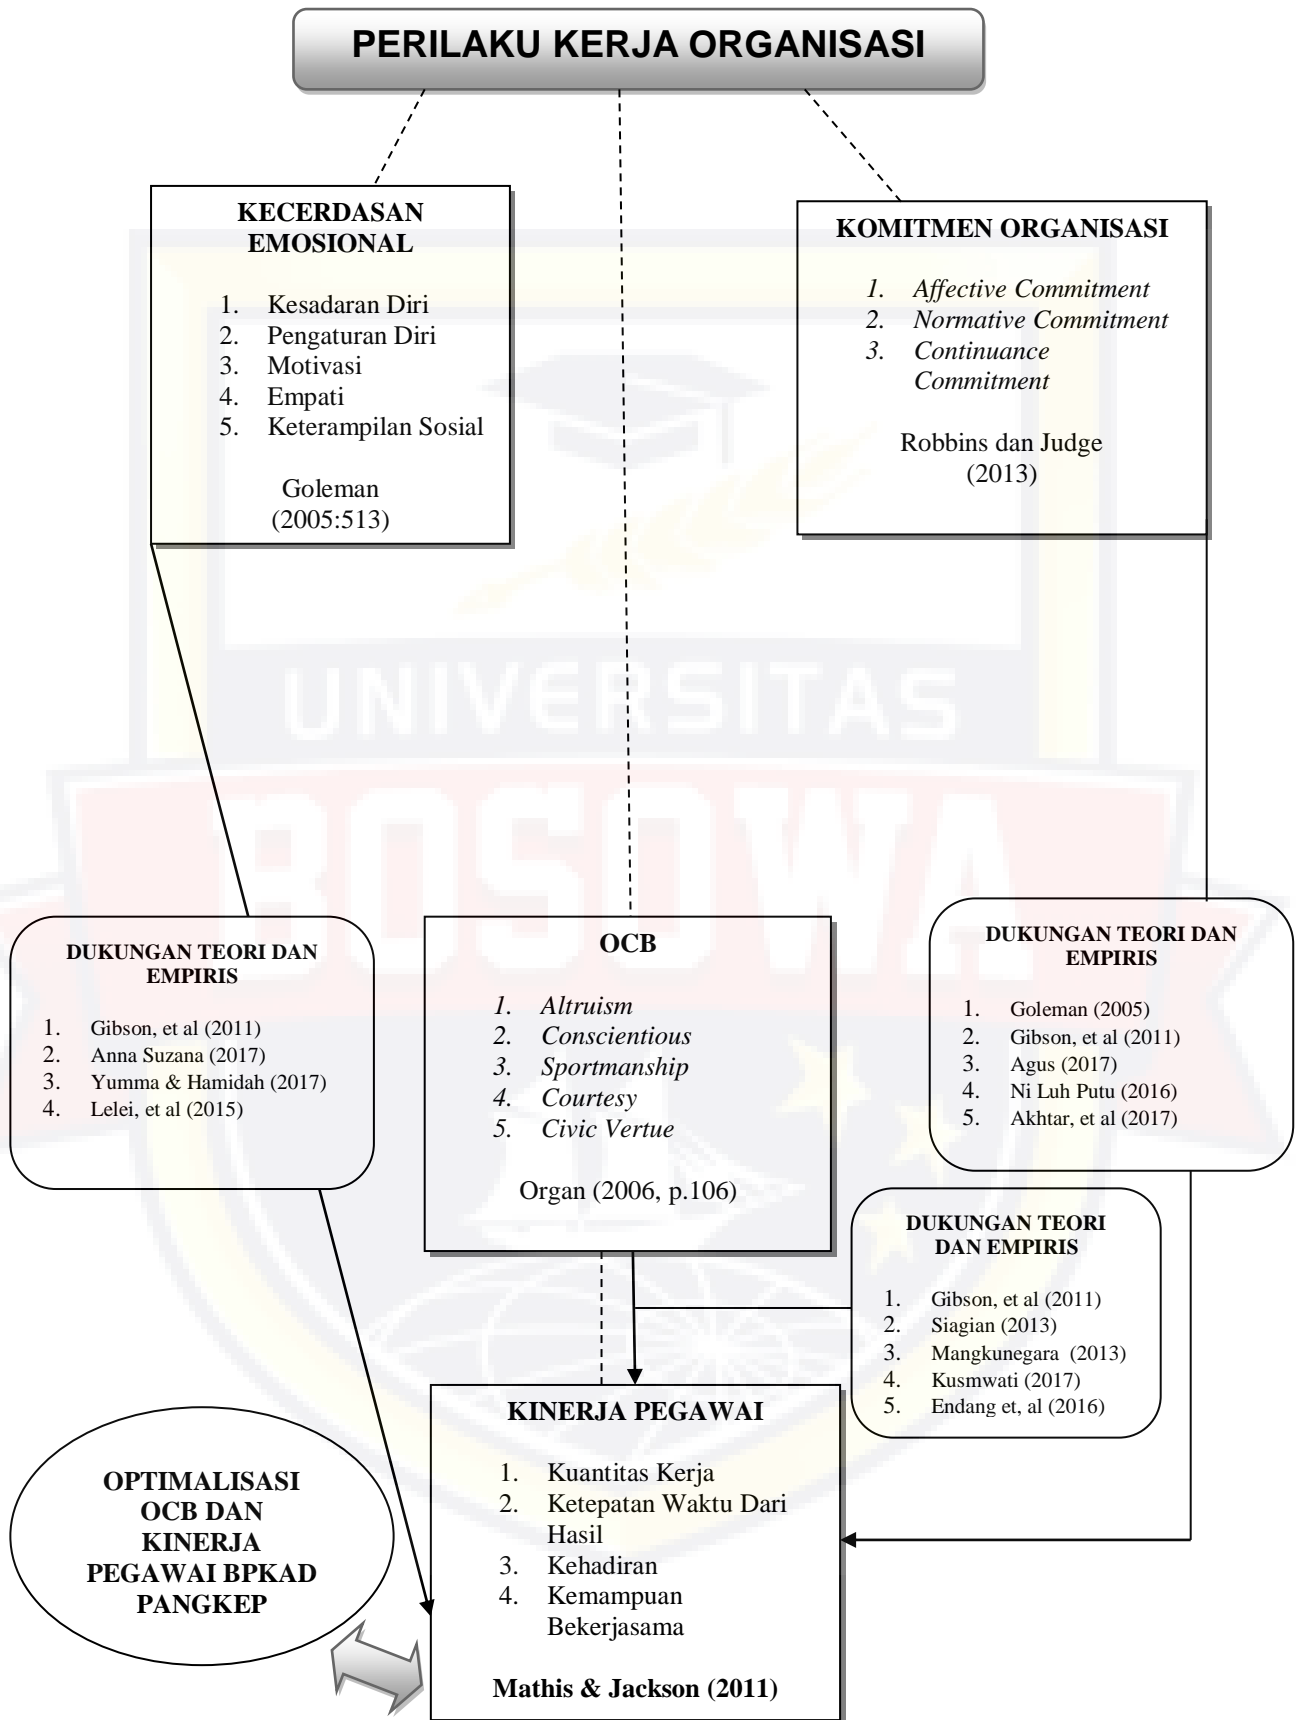 PERILAKU KERJA ORGANISASI
KECERDASAN
EMOSIONAL
1. Kesadaran Diri
2. Pengaturan Diri
3. Motivasi
4. Empati
5. Keterampilan Sosial
Goleman
(2005:513)
KOMITMEN ORGANISASI
1. Affective Commitment
2. Normative Commitment
3. Continuance
Commitment
Robbins dan Judge
(2013)
UNIVERSITAS
BOSOWA
DUKUNGAN TEORI DAN
EMPIRIS
1. Gibson, et al (2011)
2. Anna Suzana (2017)
3. Yumma & Hamidah (2017)
4. Lelei, et al (2015)
OCB
1. Altruism
2. Conscientious
3. Sportmanship
4. Courtesy
5. Civic Vertue
Organ (2006, p.106)
DUKUNGAN TEORI DAN
EMPIRIS
1. Goleman (2005)
2. Gibson, et al (2011)
3. Agus (2017)
4. Ni Luh Putu (2016)
5. Akhtar, et al (2017)
DUKUNGAN TEORI
DAN EMPIRIS
1. Gibson, et al (2011)
2. Siagian (2013)
3. Mangkunegara (2013)
4. Kusmwati (2017)
5. Endang et, al (2016)
KINERJA PEGAWAI
1. Kuantitas Kerja
2. Ketepatan Waktu Dari
Hasil
3. Kehadiran
4. Kemampuan
Bekerjasama
Mathis & Jackson (2011)
OPTIMALISASI
OCB DAN
KINERJA
PEGAWAI BPKAD
PANGKEP